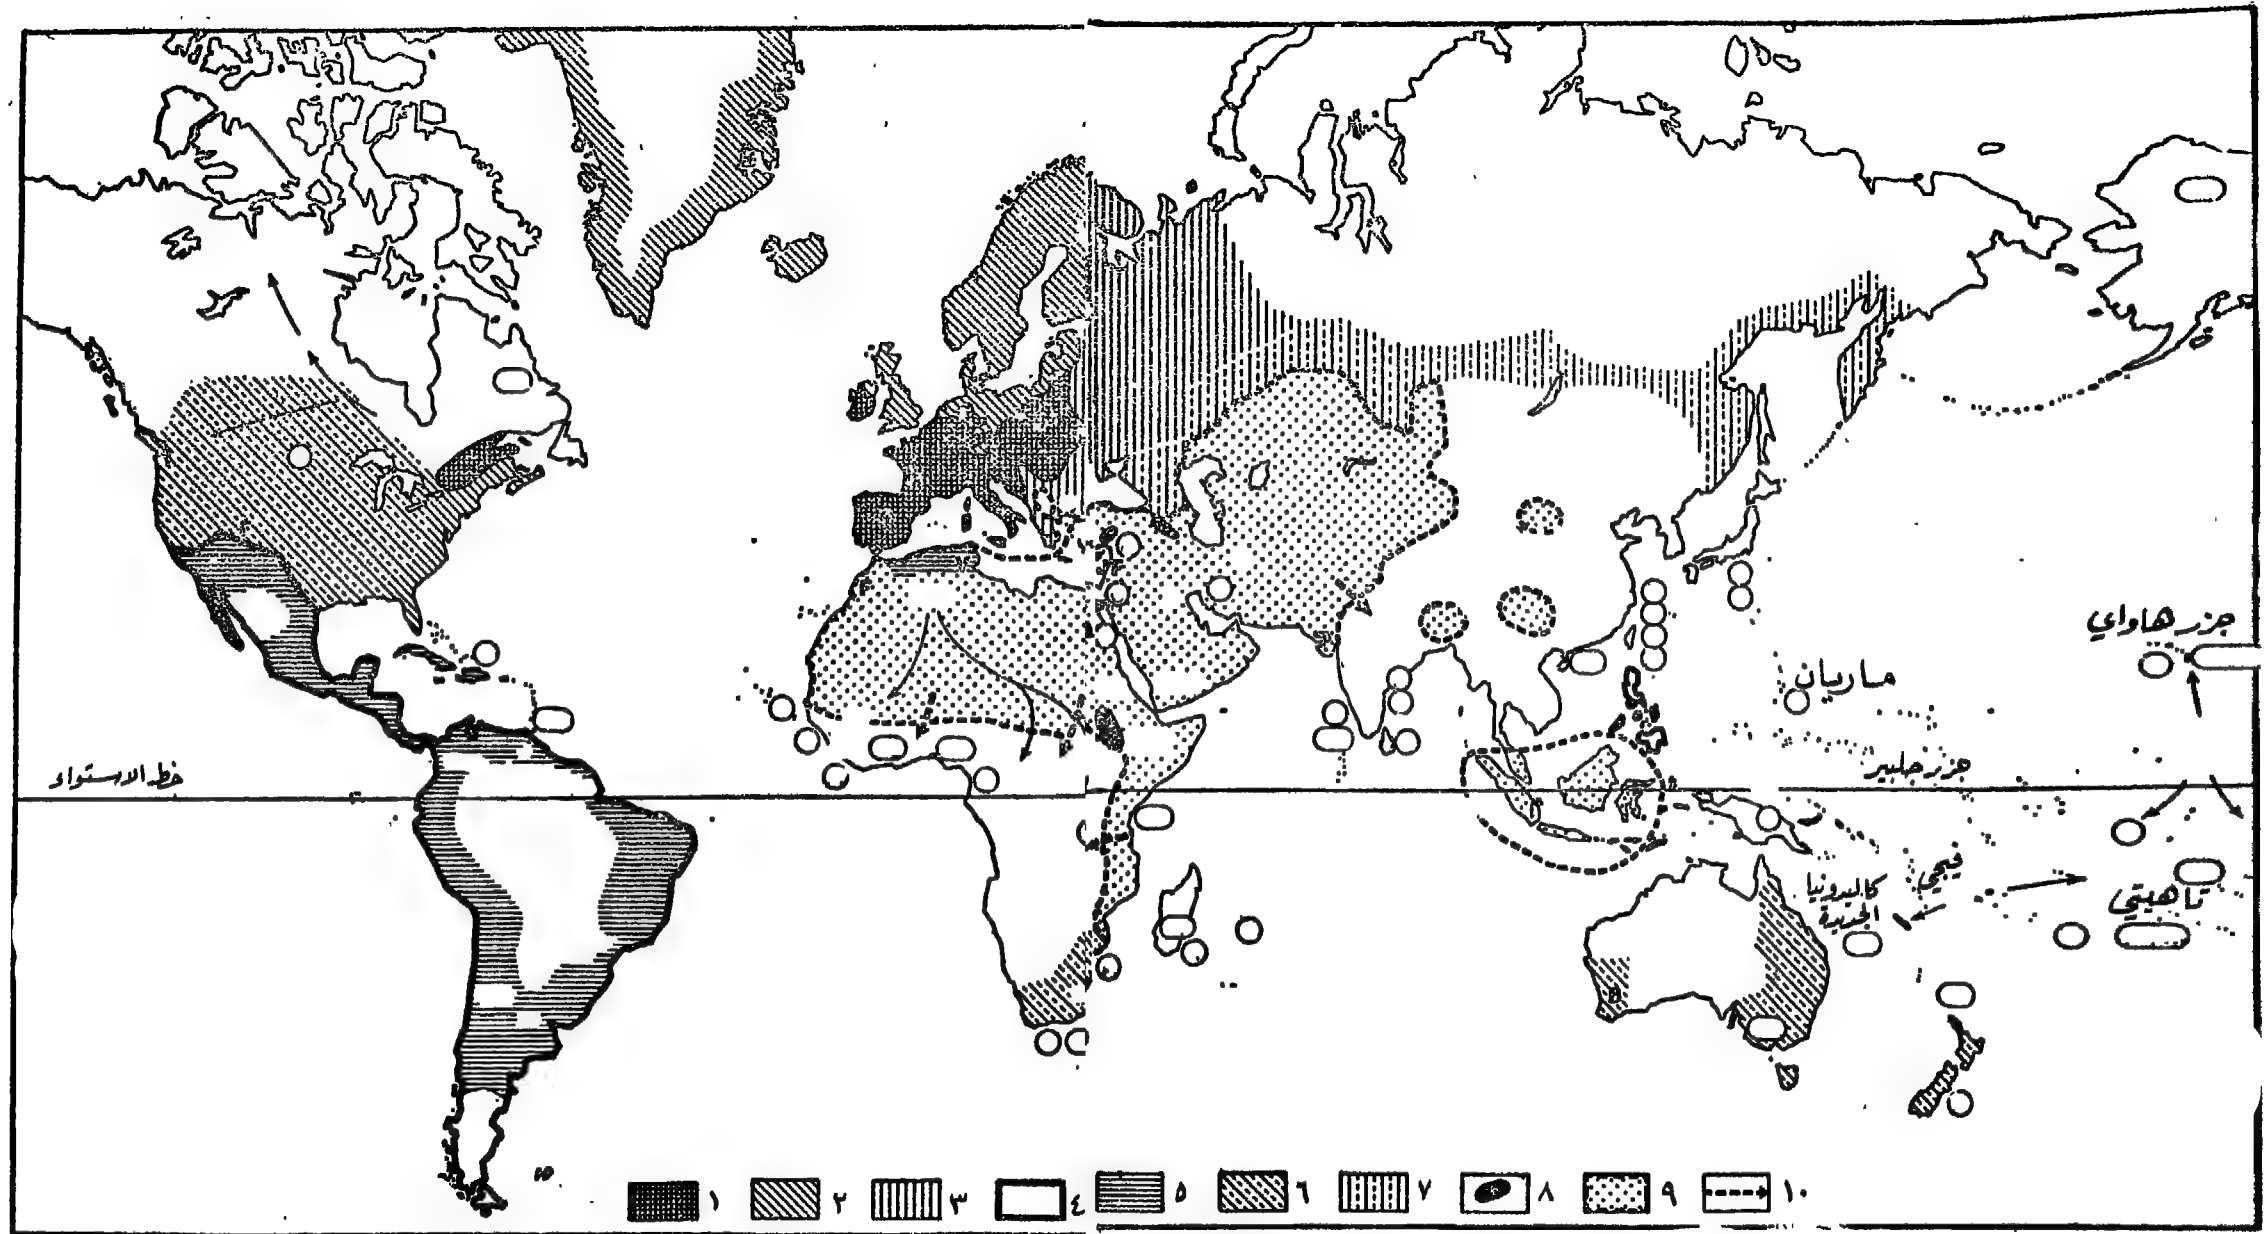 جزر هاواي
ماريان
خط الاستواء
جزر جلبير
فيجي
كاليدونيا
الجديدة
تاهيتي
١ ٢ ٣ ٤ ٥ ٦ ٧ ٨ ٩ ١٠